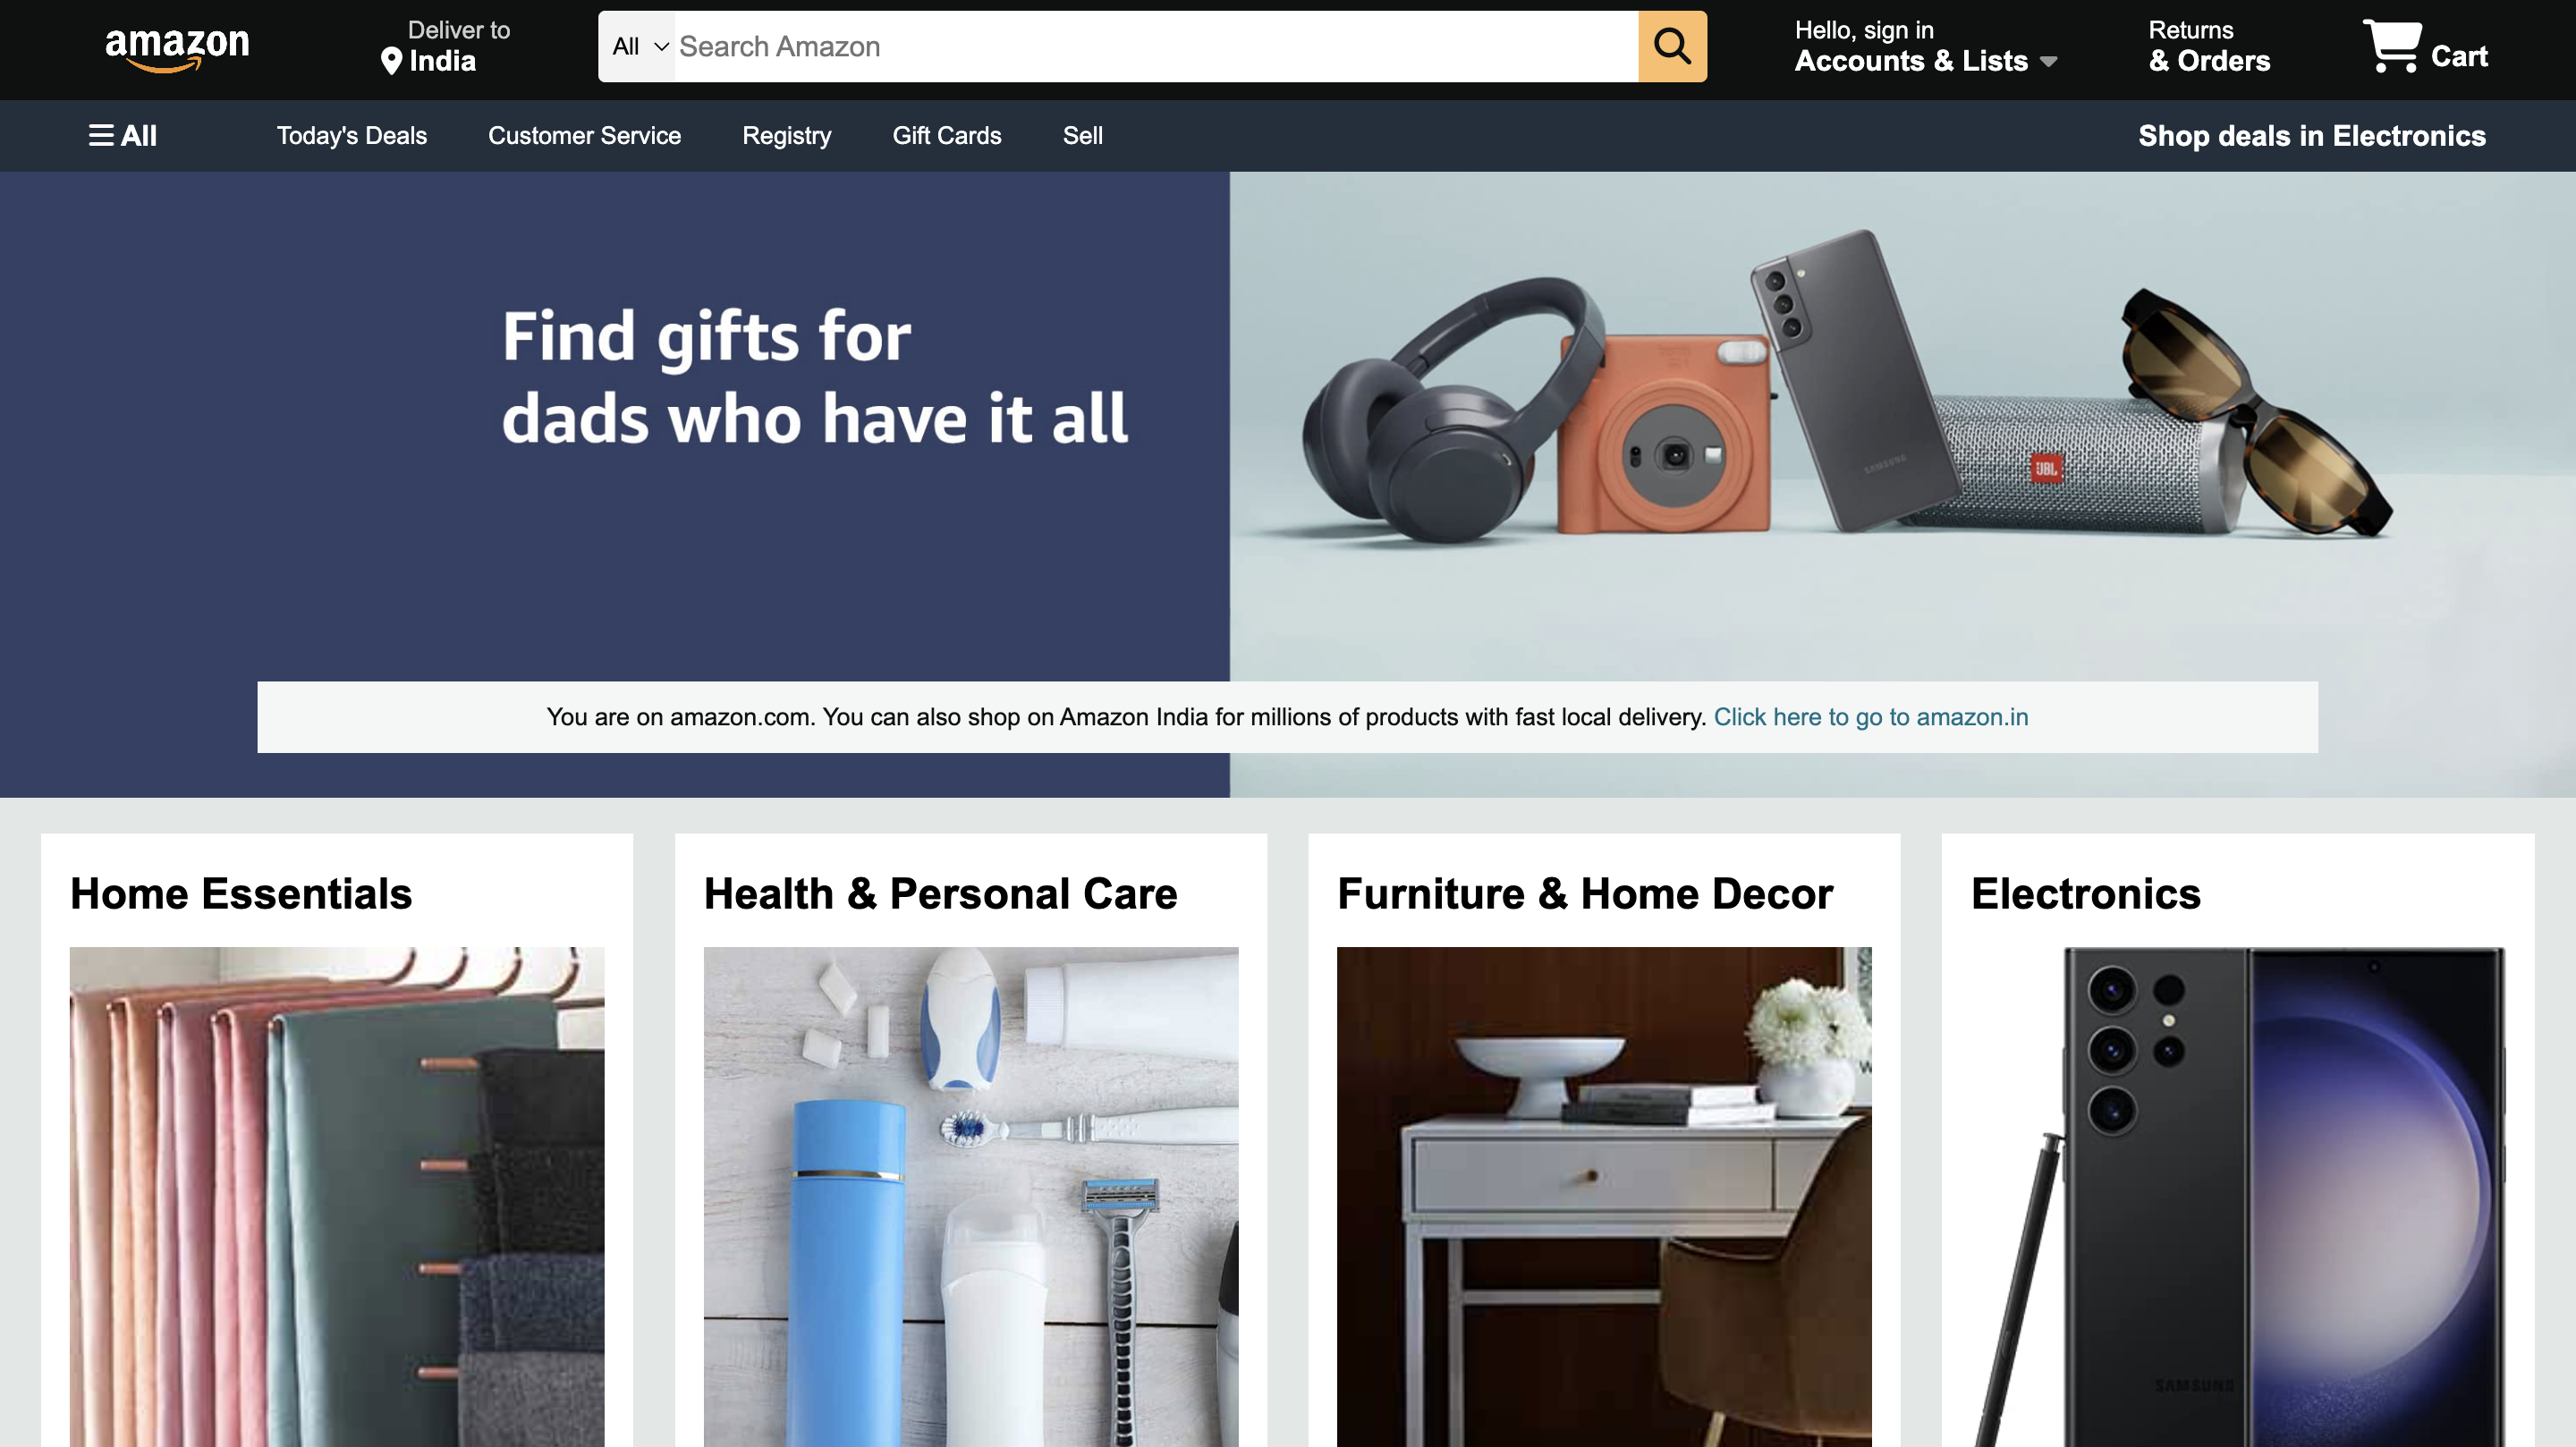 amazon
Deliver to
India
All
Search Amazon
Hello, sign in
Accounts & Lists
Returns
& Orders
Cart
All
Today's Deals
Customer Service
Registry
Gift Cards
Sell
Shop deals in Electronics
Find gifts for
dads who have it all
SAMSUNG
JBL
You are on amazon.com. You can also shop on Amazon India for millions of products with fast local delivery. Click here to go to amazon.in
Home Essentials
Health & Personal Care
Furniture & Home Decor
Electronics
SAMSUNG